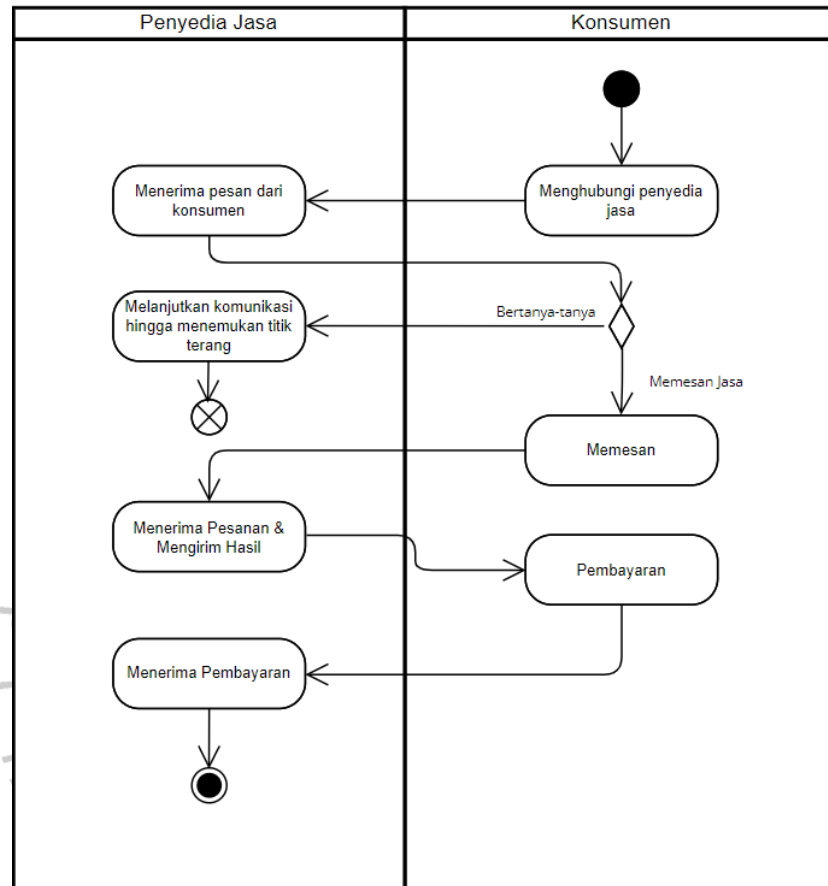 Penyedia Jasa
Konsumen
Menghubungi penyedia
jasa
Menerima pesan dari
konsumen
Bertanya-tanya
Melanjutkan komunikasi
hingga menemukan titik
terang
Memesan Jasa
Memesan
Menerima Pesanan &
Mengirim Hasil
Pembayaran
Menerima Pembayaran